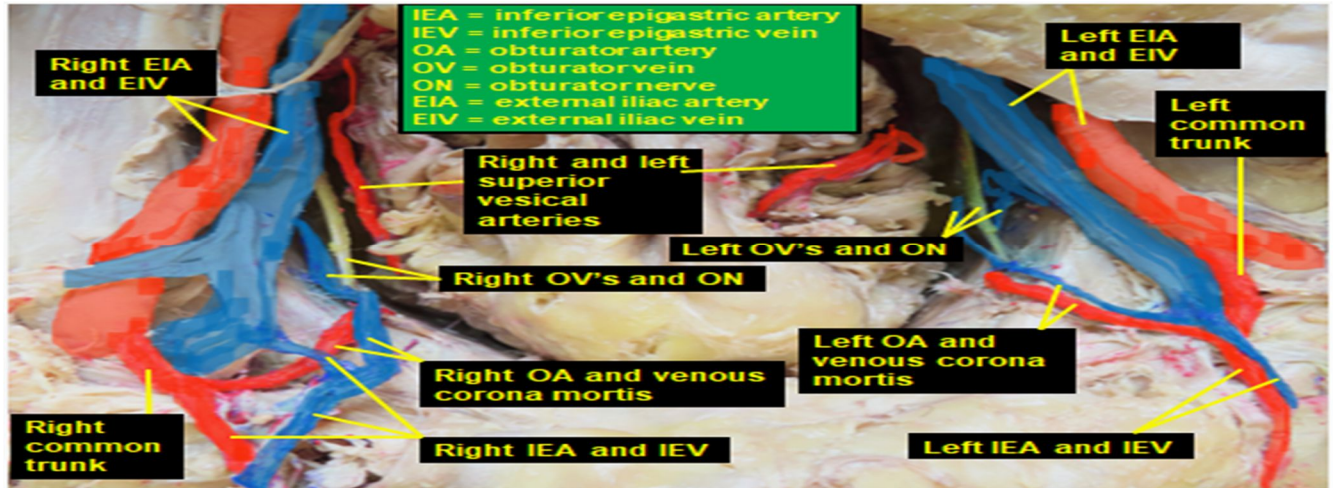 IEA = inferior epigastric artery
IEV = inferior epigastric vein
OA = obturator artery
OV = obturator vein
ON = obturator nerve
EIA = external iliac artery
EIV = external iliac vein
Right EIA
and EIV
Left EIA
and EIV
Left
common
trunk
Right and left
superior
vesical
arteries
Left OV's and ON
Right OV's and ON
Left OA and
venous corona
mortis
Right OA and venous
corona mortis
Right
common
trunk
Right IEA and IEV
Left IEA and IEV